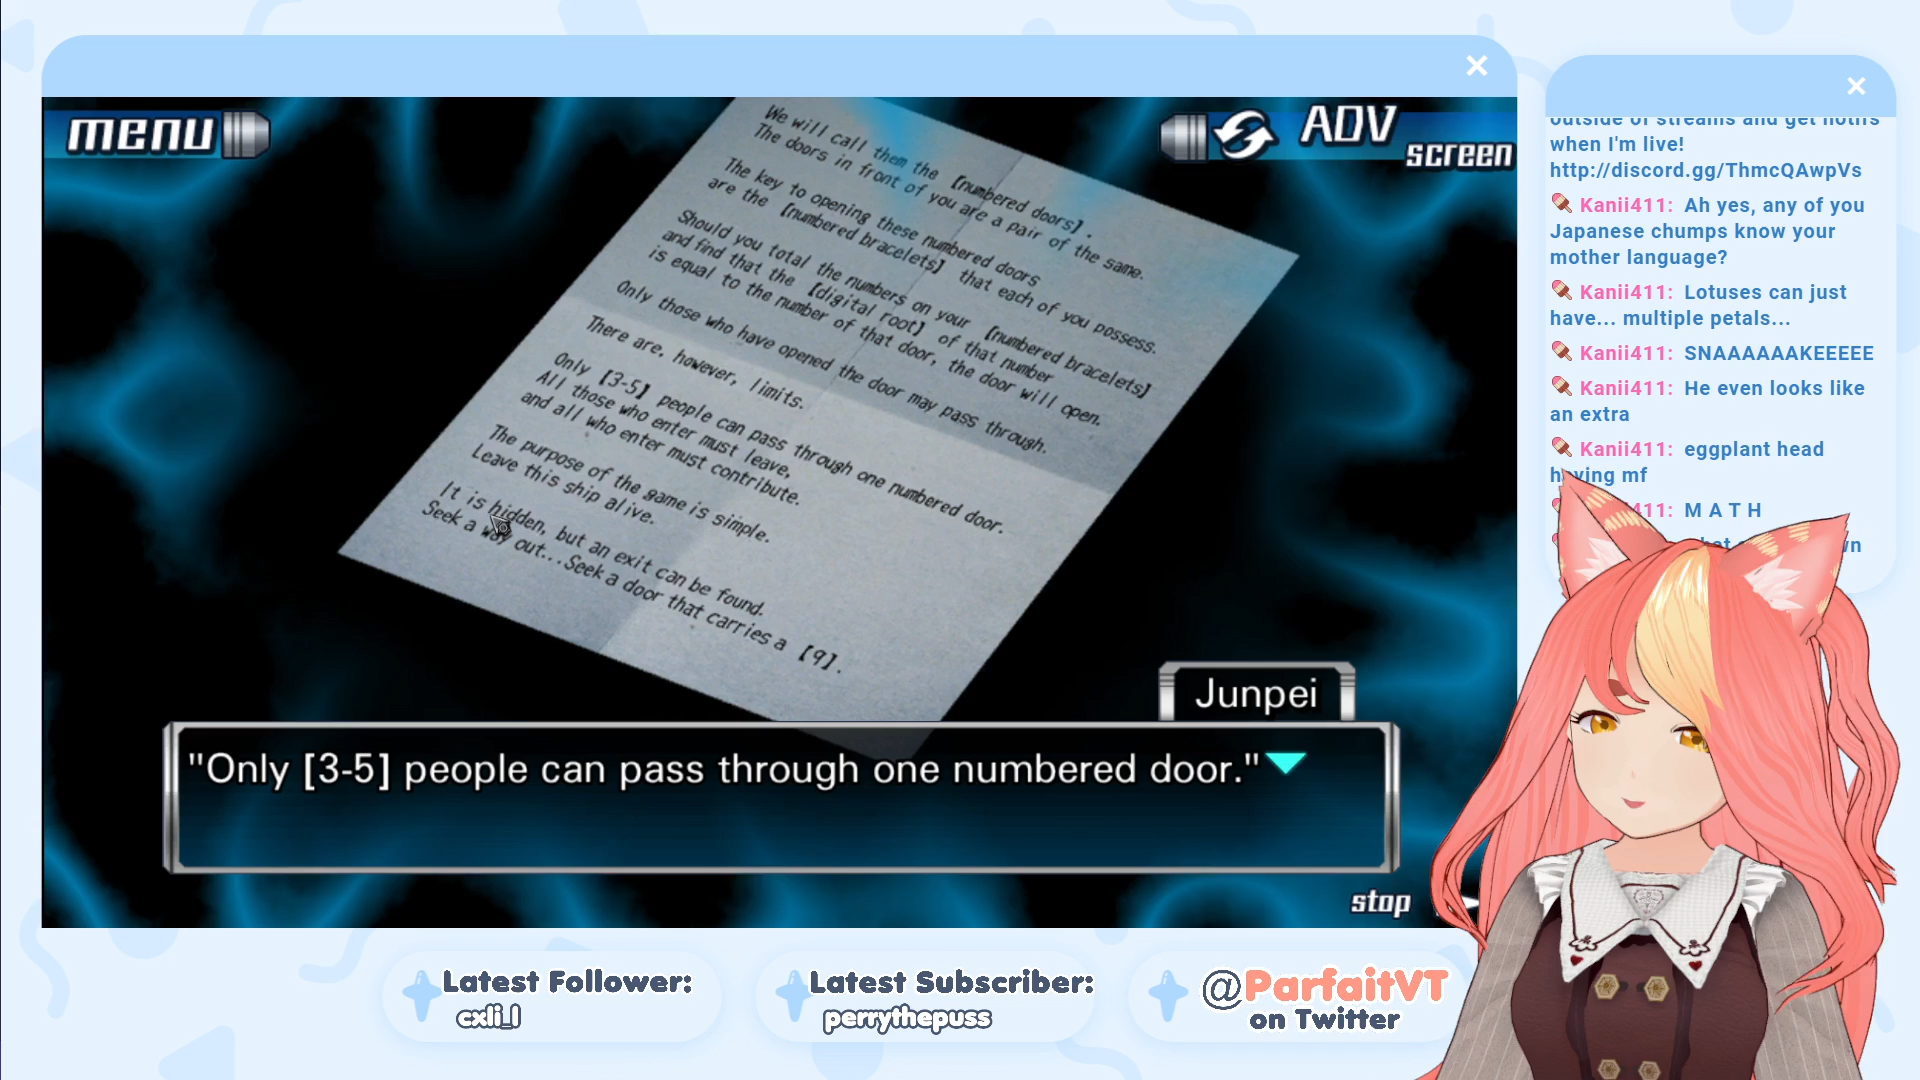 menu
ADV
screen
We will call them the [numbered doors].
The doors in front of you are a pair of the same.
The key to opening these numbered doors
are the [numbered bracelets] that each of you possess.
Should you total the numbers on your [numbered bracelets]
and find that the [digital root] of that number
is equal to the number of that door, the door will open.
Only those who have opened the door may pass through.
There are, however, limits.
Only [3-5] people can pass through one numbered door.
All those who enter must leave,
and all who enter must contribute.
The purpose of the game is simple.
Leave this ship alive.
It is hidden, but an exit can be found.
Seek a way out...Seek a door that carries a [9].
Junpei
"Only [3-5] people can pass through one numbered door."
stop
outside of streams and get notifs
when I'm live!
http://discord.gg/ThmcQAwpVs
Kanii411: Ah yes, any of you
Japanese chumps know your
mother language?
Kanii411: Lotuses can just
have... multiple petals...
Kanii411: SNAAAAAAKEEEEE
Kanii411: He even looks like
an extra
Kanii411: eggplant head
having mf
411: M A T H
Latest Follower:
cxli_l
Latest Subscriber:
perrythepuss
@ParfaitVT
on Twitter